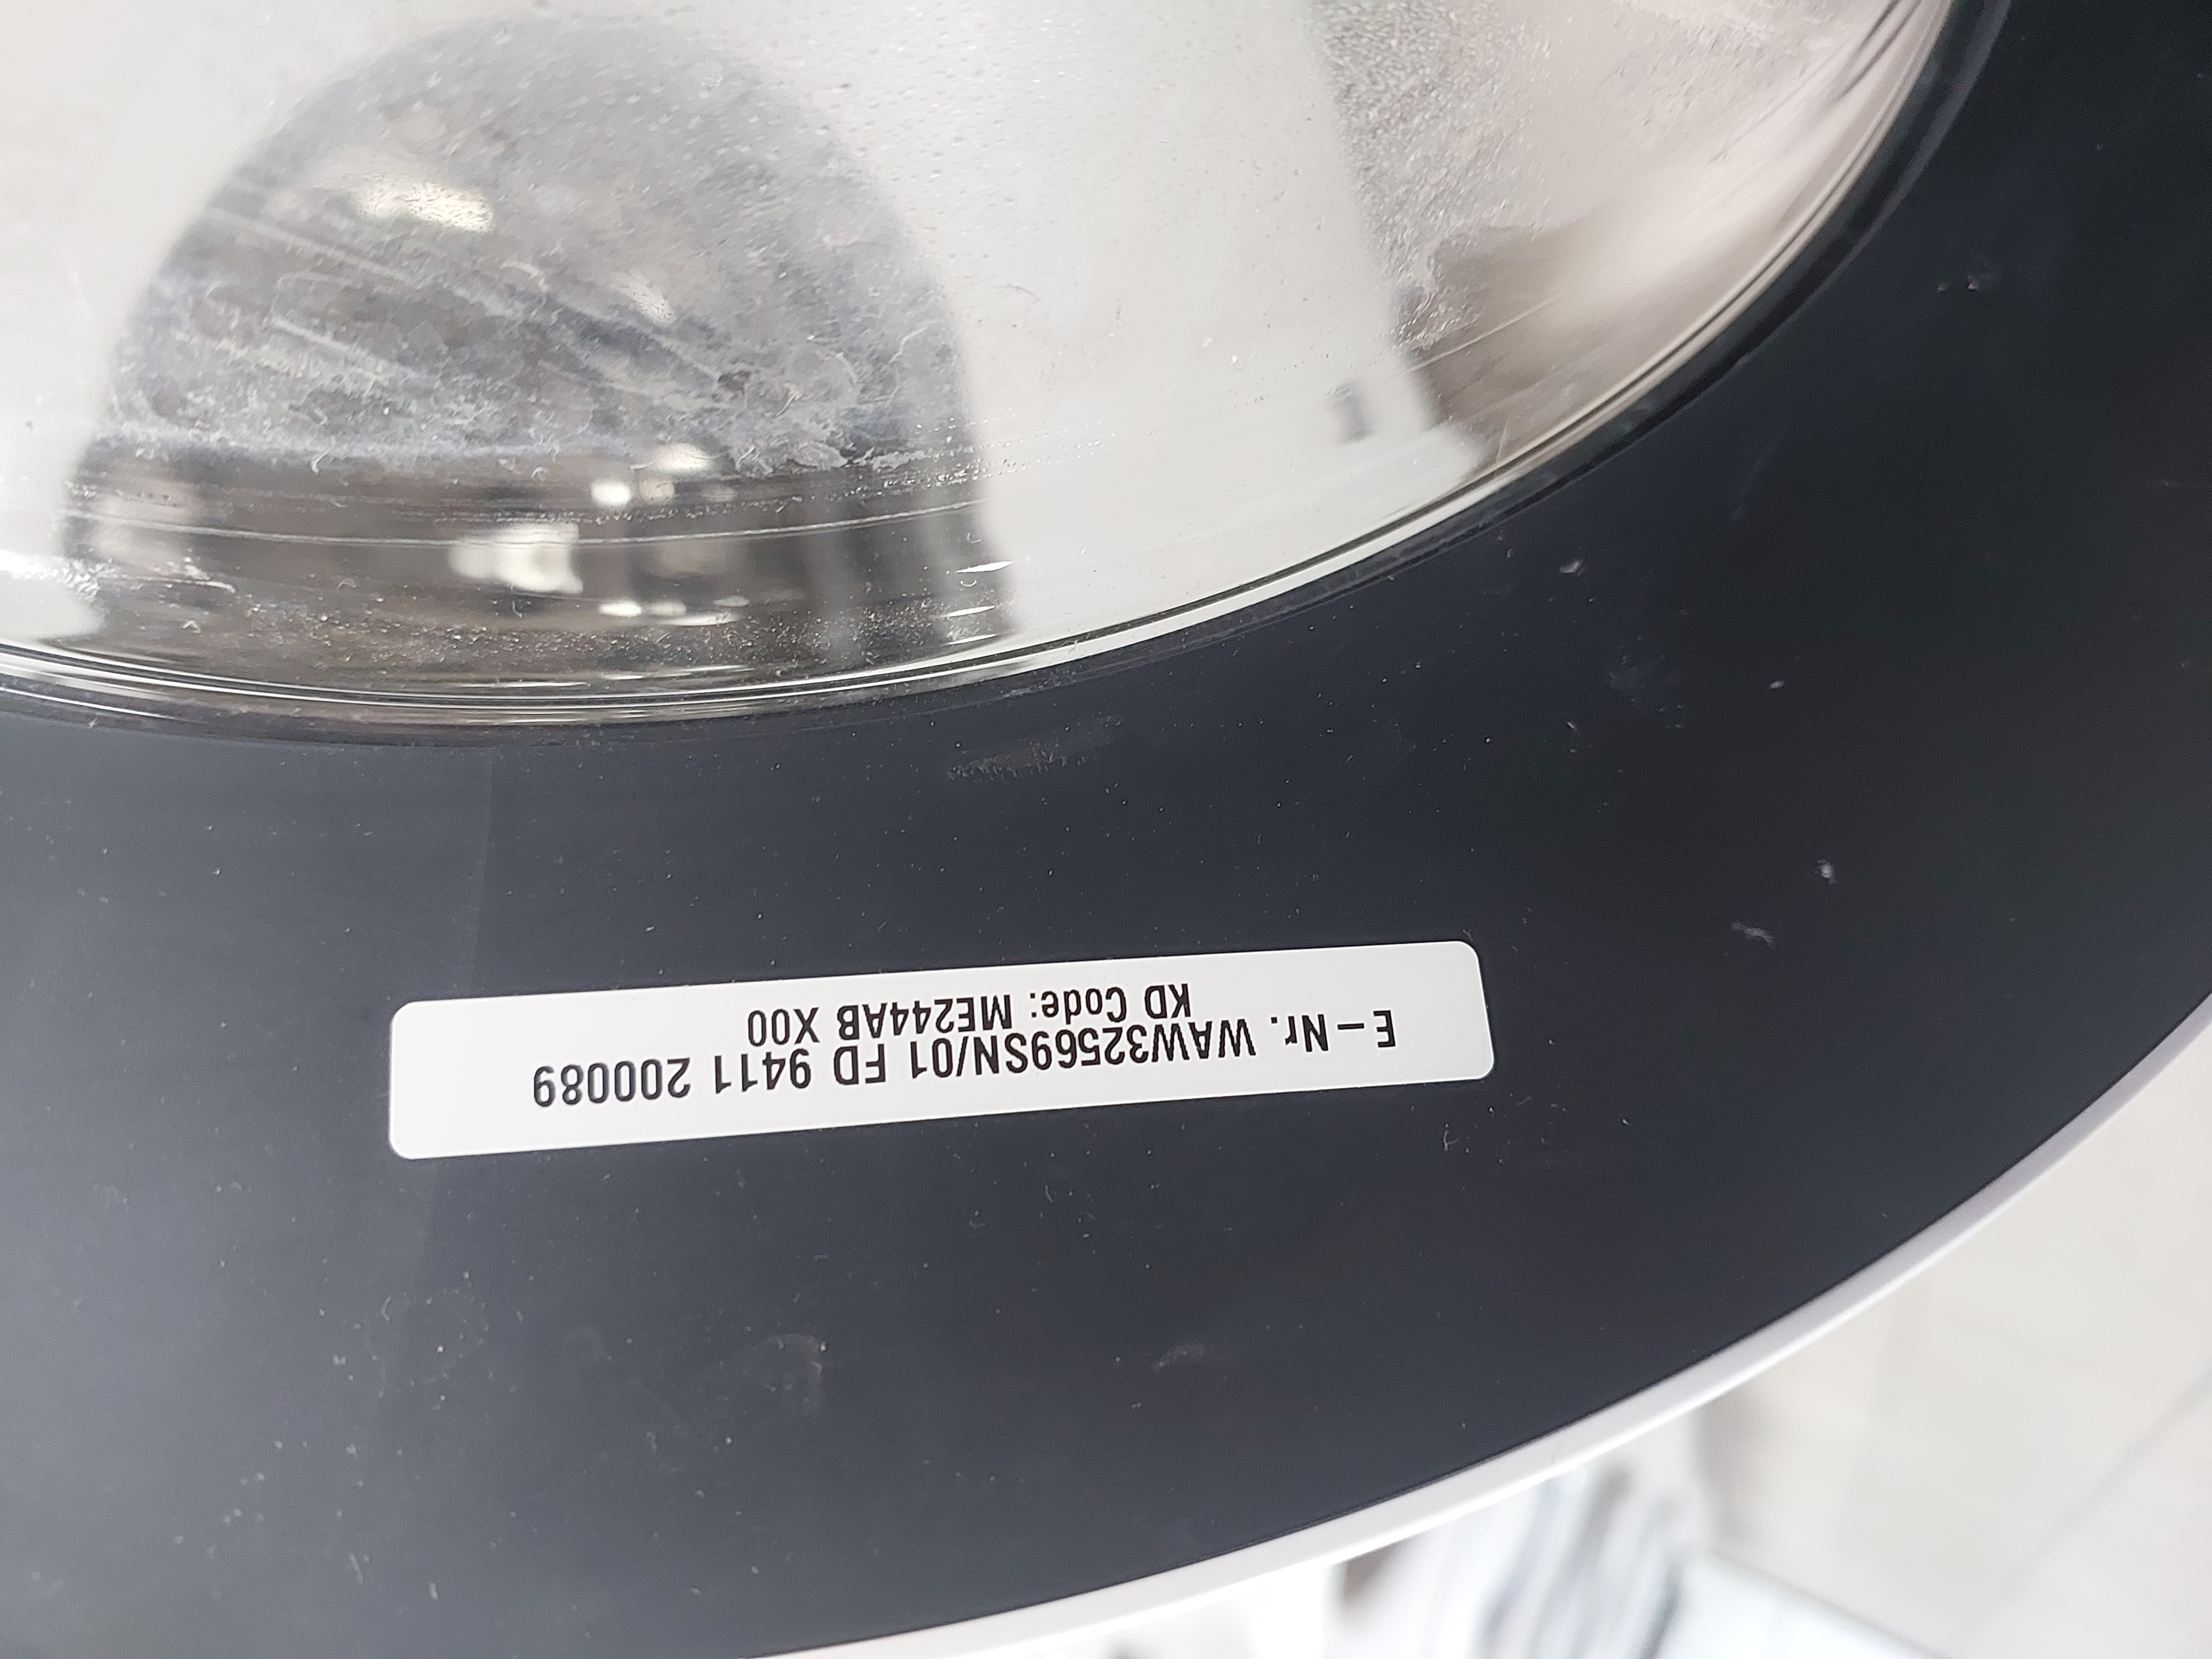 E-Nr. WAW32569SN/01 FD 9411 200089
KD Code: ME244AB X00